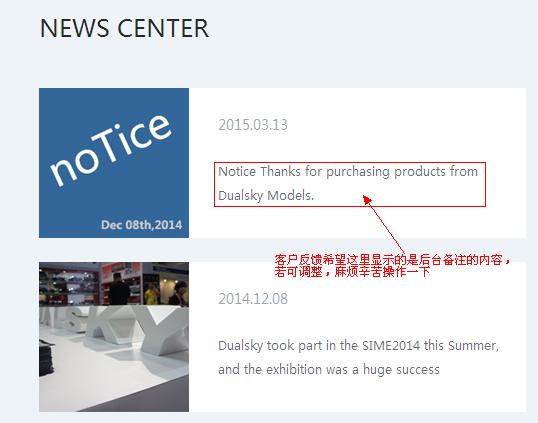 NEWS CENTER
noTice
Dec 08th,2014
2015.03.13
Notice Thanks for purchasing products from
Dualsky Models.
客户反馈希望这里显示的是后台备注的内容，
若可调整，麻烦辛苦操作一下
SKY
2014.12.08
Dualsky took part in the SIME2014 this Summer,
and the exhibition was a huge success